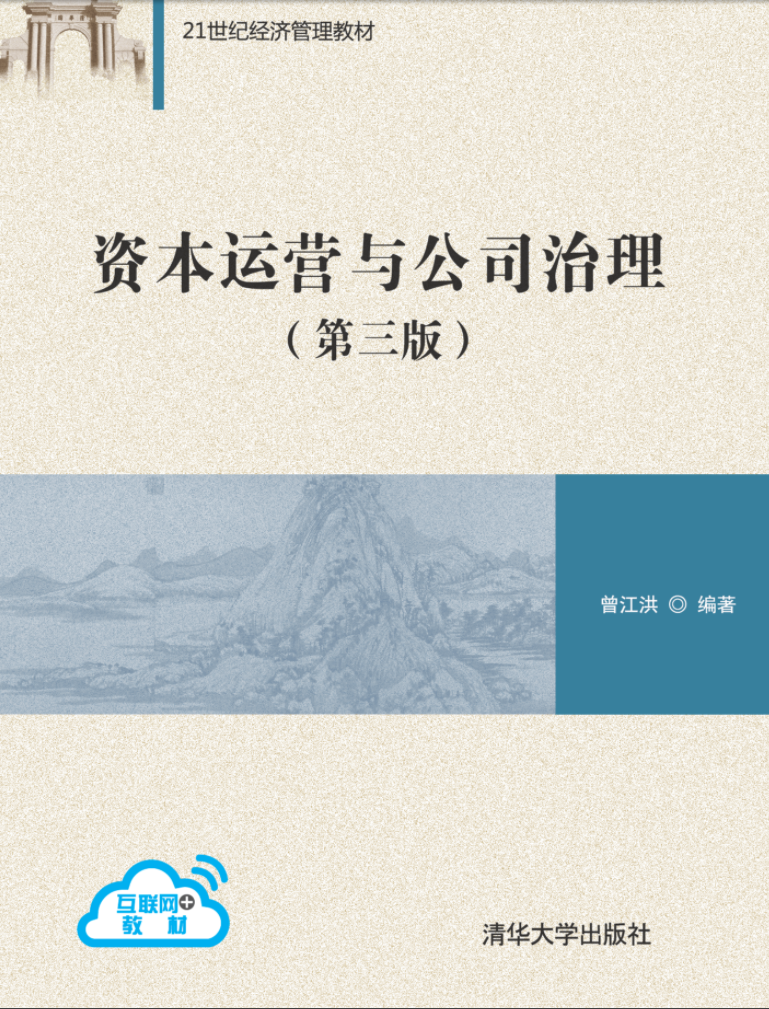 21世纪经济管理教材
资本运营与公司治理
（第三版）
曾江洪 ◎ 编著
互联网+
教 材
清华大学出版社